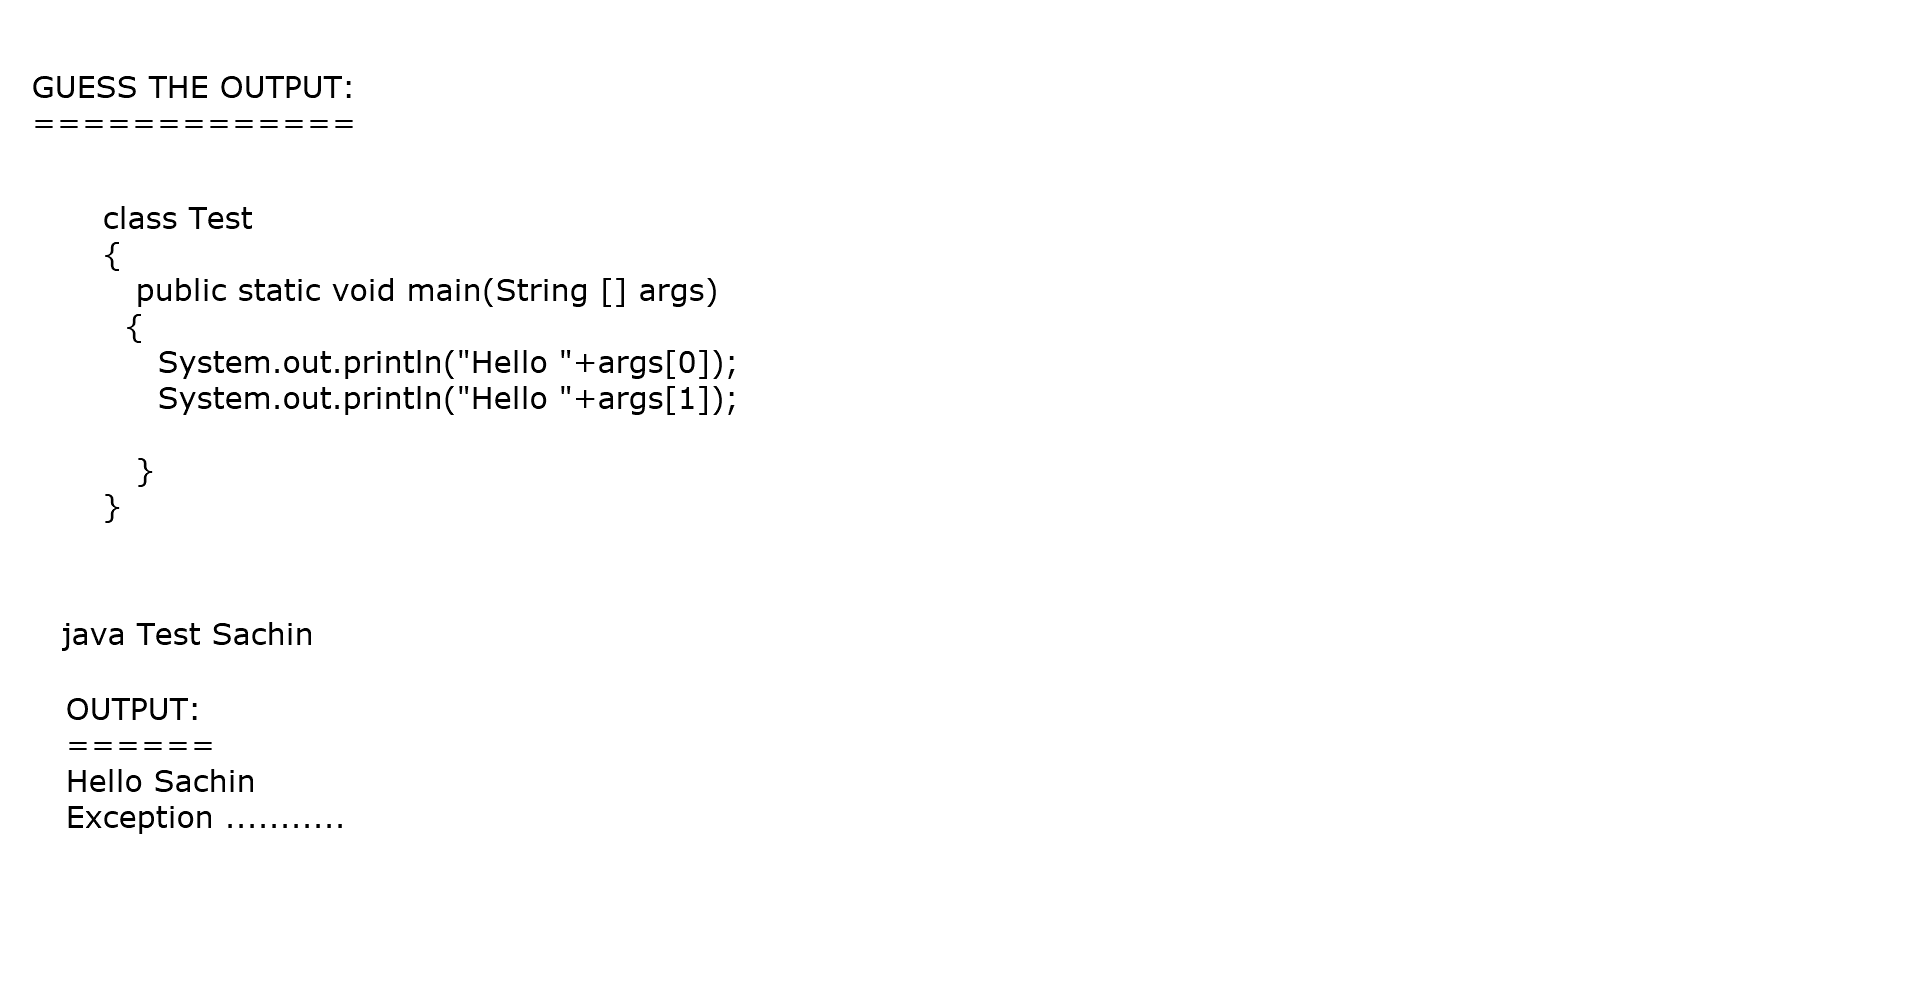 GUESS THE OUTPUT:
=============
class Test
{
public static void main(String [] args)
{
System.out.println("Hello "+args[0]);
System.out.println("Hello "+args[1]);
}
}
java Test Sachin
OUTPUT:
======
Hello Sachin
Exception ...........